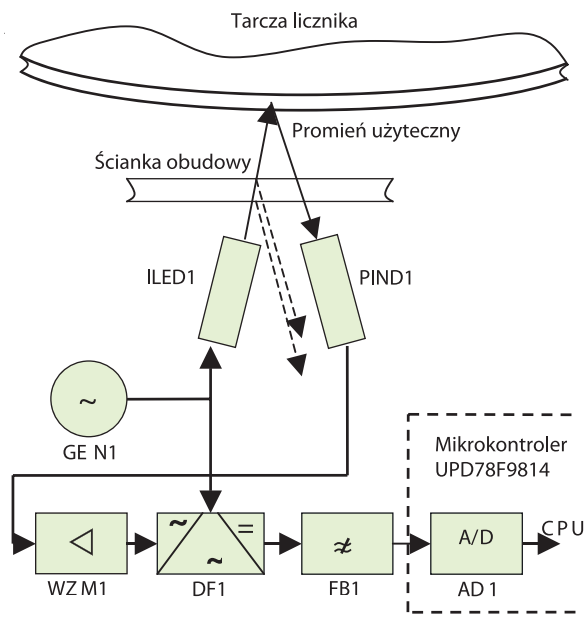 Tarcza licznika
Promień użyteczny
Ścianka obudowy
ILED1
PIND1
~
GE N1
Mikrokontroler
UPD78F9814
~ =
~
A/D
CPU
WZ M1
DF1
FB1
AD 1